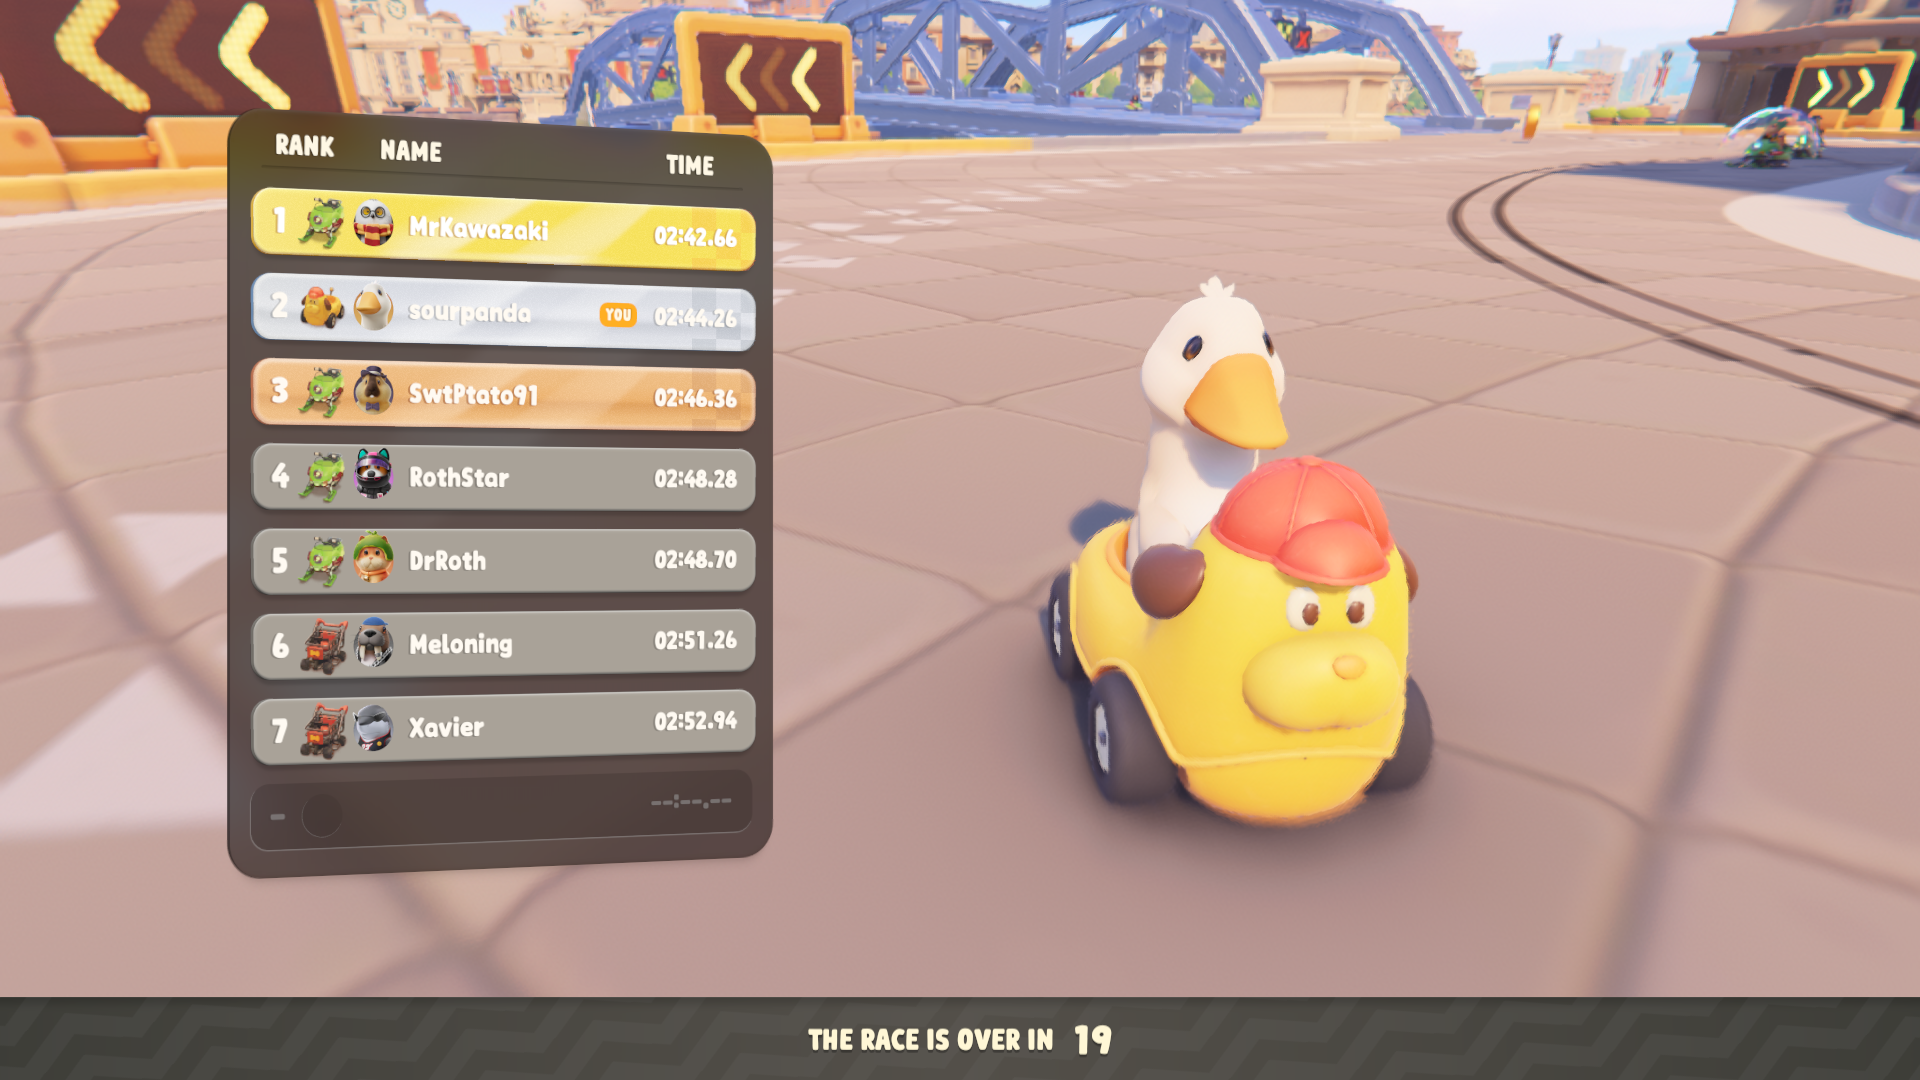 RANK NAME TIME
1 MrKawazaki 02:42.66
2 sourpanda YOU 02:44.26
3 SwtPtato91 02:46.36
4 RothStar 02:48.28
5 DrRoth 02:48.70
6 Meloning 02:51.26
7 Xavier 02:52.94
- --:--.--
THE RACE IS OVER IN 19